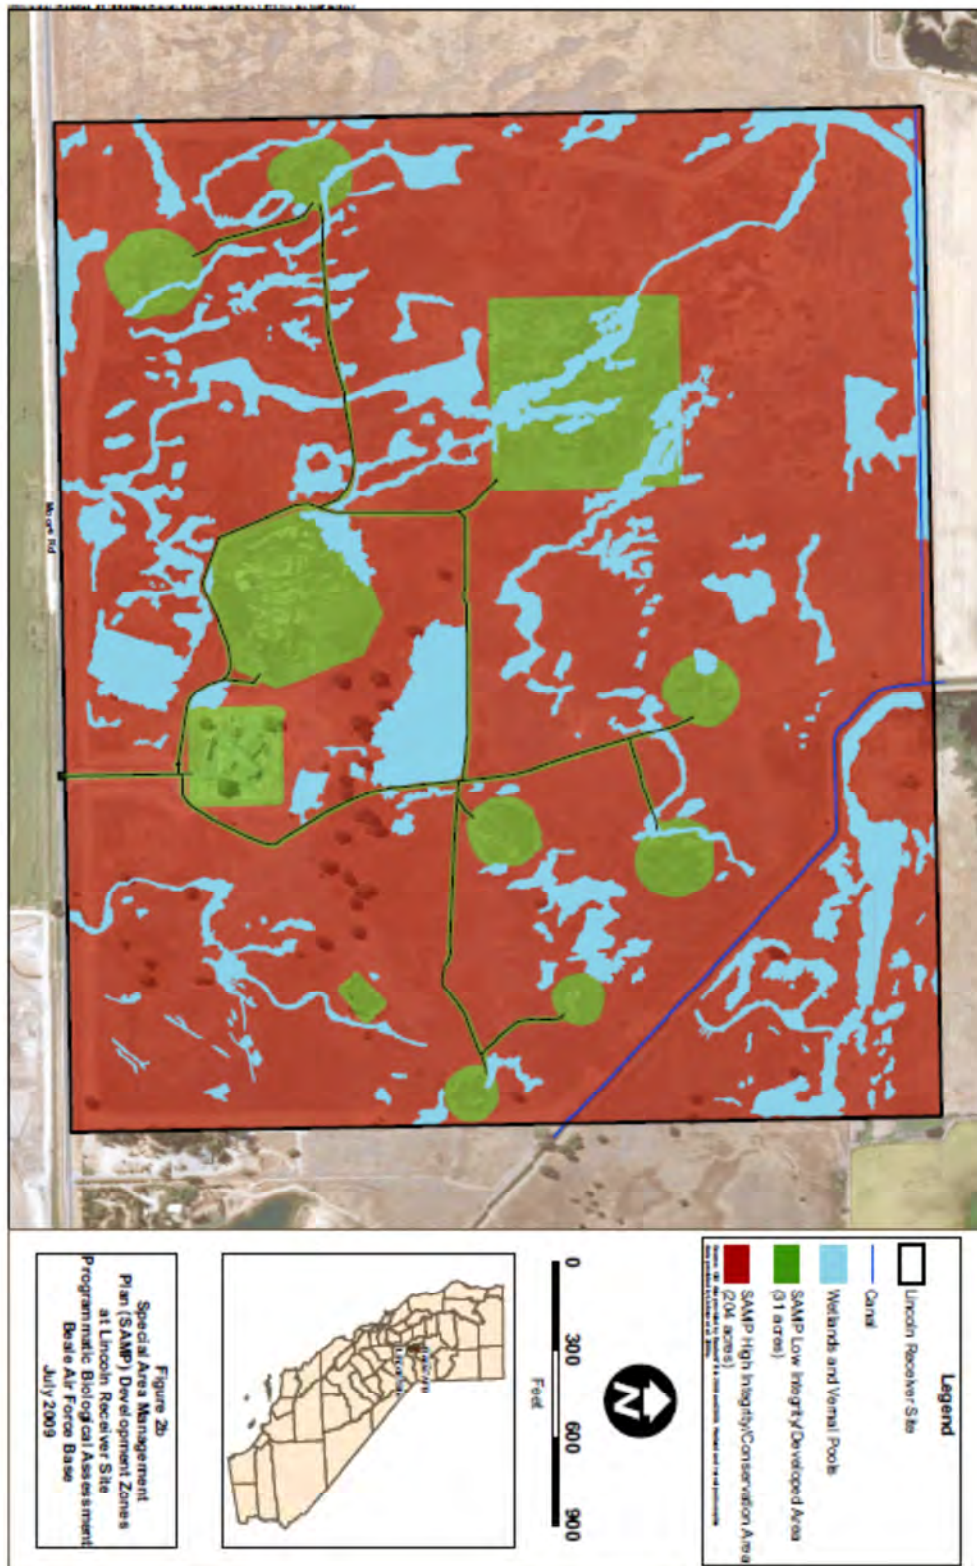 Legend
Lincoln Receiver Site
Canal
Wetlands and Vernal Pools
SAMP Low Integrity/Developed Area
(31 acres)
SAMP High Integrity/Conservation Area
(204 acres)
N
0 300 600 900
Feet
Figure 2b
Special Area Management
Plan (SAMP) Development Zones
at Lincoln Receiver Site
Programmatic Biological Assessment
Beale Air Force Base
July 2009